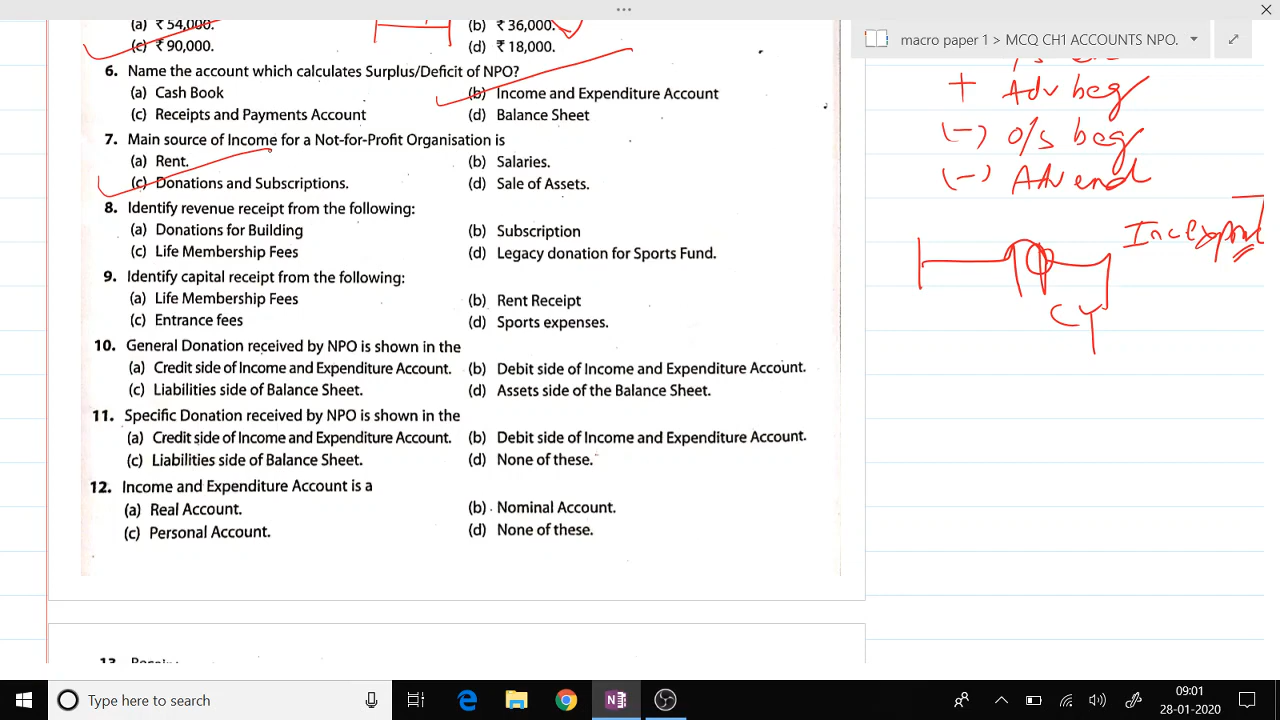 (a) ₹ 54,000. (b) ₹ 36,000.
(c) ₹ 90,000. (d) ₹ 18,000.
6. Name the account which calculates Surplus/Deficit of NPO?
(a) Cash Book (b) Income and Expenditure Account
(c) Receipts and Payments Account (d) Balance Sheet
7. Main source of Income for a Not-for-Profit Organisation is
(a) Rent. (b) Salaries.
(c) Donations and Subscriptions. (d) Sale of Assets.
8. Identify revenue receipt from the following:
(a) Donations for Building (b) Subscription
(c) Life Membership Fees (d) Legacy donation for Sports Fund.
9. Identify capital receipt from the following:
(a) Life Membership Fees (b) Rent Receipt
(c) Entrance fees (d) Sports expenses.
10. General Donation received by NPO is shown in the
(a) Credit side of Income and Expenditure Account. (b) Debit side of Income and Expenditure Account.
(c) Liabilities side of Balance Sheet. (d) Assets side of the Balance Sheet.
11. Specific Donation received by NPO is shown in the
(a) Credit side of Income and Expenditure Account. (b) Debit side of Income and Expenditure Account.
(c) Liabilities side of Balance Sheet. (d) None of these.
12. Income and Expenditure Account is a
(a) Real Account. (b) Nominal Account.
(c) Personal Account. (d) None of these.
macro paper 1 > MCQ CH1 ACCOUNTS NPO.
+ Adv beg
(-) O/S beg
(-) Adv end
CY
Type here to search
09:01
28-01-2020